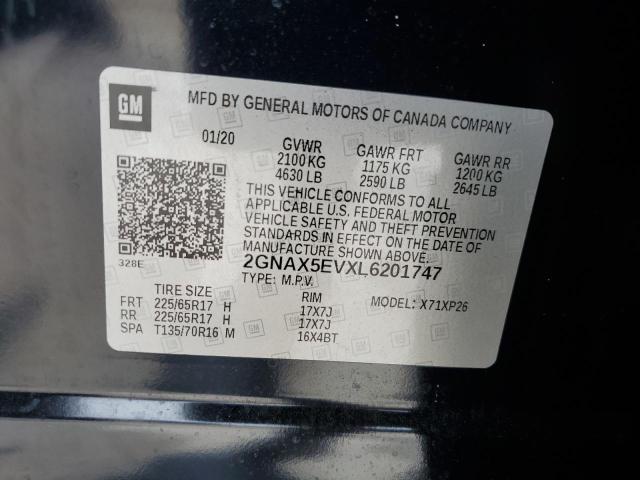 GM
MFD BY GENERAL MOTORS OF CANADA COMPANY
01/20 GVWR GAWR FRT GAWR RR
2100 KG 1175 KG 1200 KG
4630 LB 2590 LB 2645 LB
THIS VEHICLE CONFORMS TO ALL
APPLICABLE U.S. FEDERAL MOTOR
VEHICLE SAFETY AND THEFT PREVENTION
STANDARDS IN EFFECT ON THE DATE OF
MANUFACTURE SHOWN ABOVE.
328E 2GNAX5EVXL6201747
TYPE: M.P.V. MODEL: X71XP26
TIRE SIZE RIM
FRT 225/65R17 H 17X7J
RR 225/65R17 H 17X7J
SPA T135/70R16 M 16X4BT